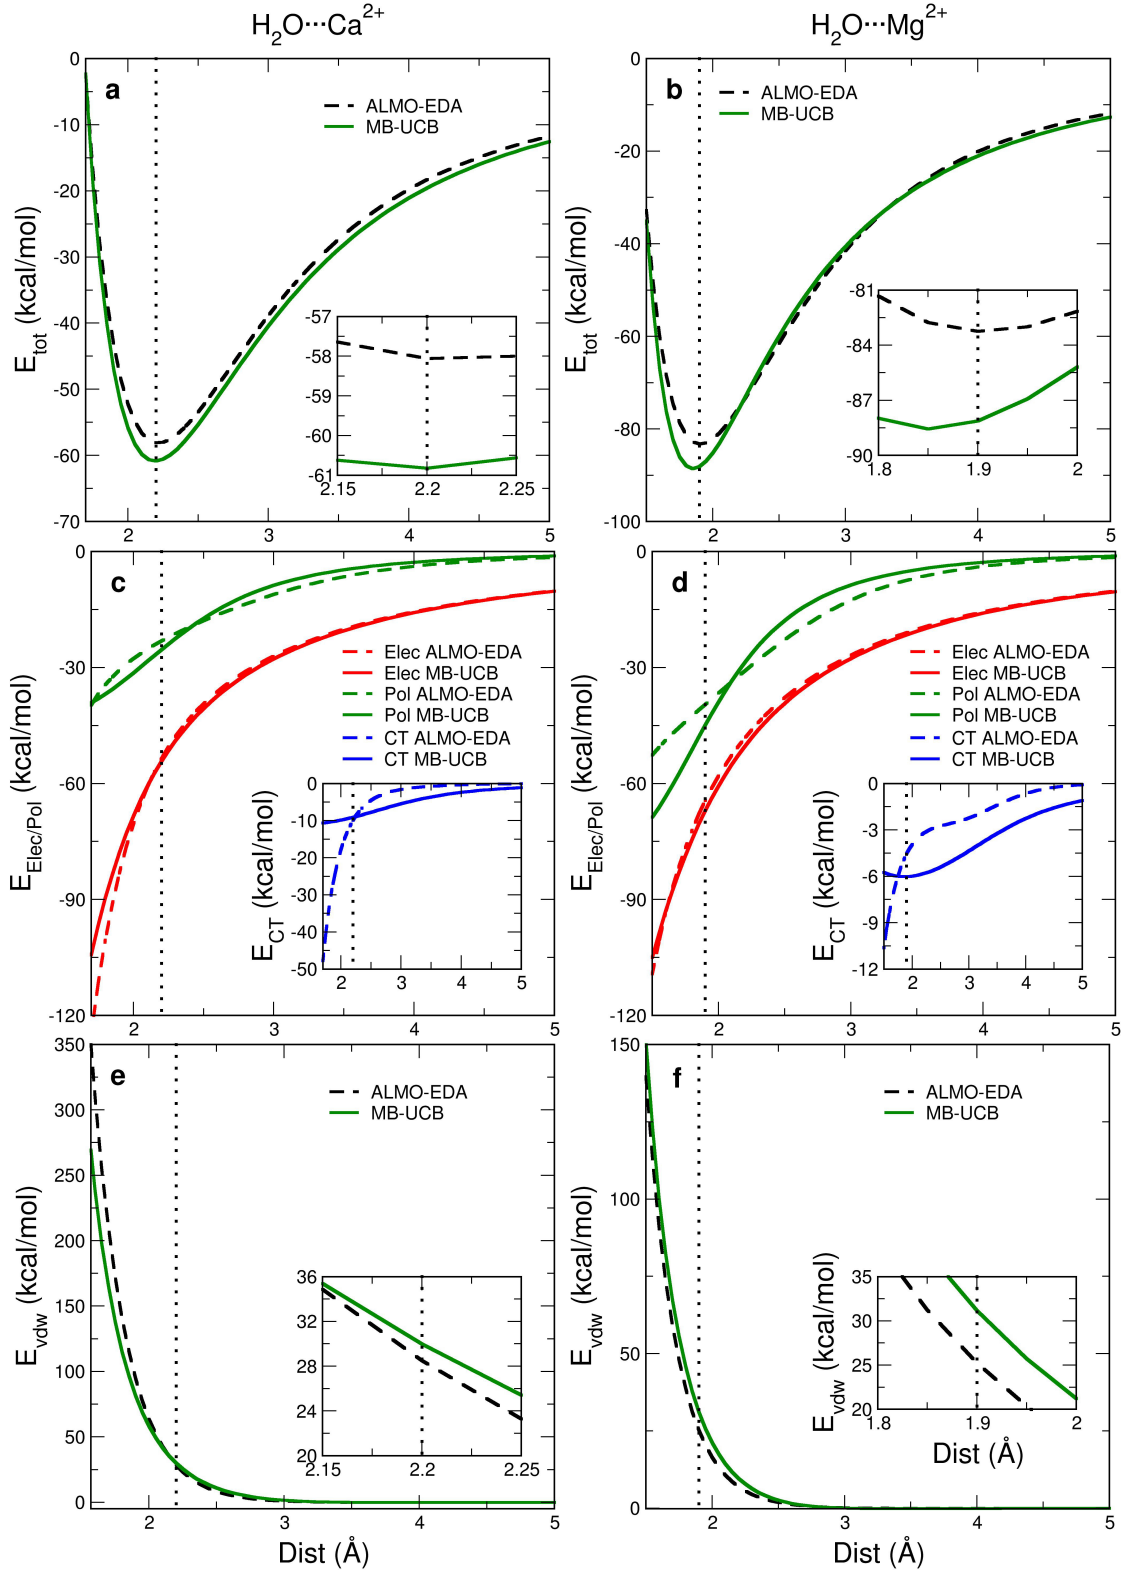 H2O···Ca2+
H2O···Mg2+
a
ALMO-EDA
MB-UCB
Etot (kcal/mol)
0
-10
-20
-30
-40
-50
-60
-70
2
3
4
5
-57
-58
-59
-60
-61
2.15
2.2
2.25
b
ALMO-EDA
MB-UCB
Etot (kcal/mol)
0
-20
-40
-60
-80
-100
2
3
4
5
-81
-84
-87
-90
1.8
1.9
2
c
Elec ALMO-EDA
Elec MB-UCB
Pol ALMO-EDA
Pol MB-UCB
CT ALMO-EDA
CT MB-UCB
EElec/Pol (kcal/mol)
0
-30
-60
-90
-120
2
3
4
5
ECT (kcal/mol)
0
-10
-20
-30
-40
-50
2
3
4
5
d
Elec ALMO-EDA
Elec MB-UCB
Pol ALMO-EDA
Pol MB-UCB
CT ALMO-EDA
CT MB-UCB
EElec/Pol (kcal/mol)
0
-30
-60
-90
-120
2
3
4
5
ECT (kcal/mol)
0
-3
-6
-9
-12
2
3
4
5
e
ALMO-EDA
MB-UCB
Evdw (kcal/mol)
350
300
250
200
150
100
50
0
2
3
4
5
Dist (Å)
36
32
28
24
20
2.15
2.2
2.25
f
ALMO-EDA
MB-UCB
Evdw (kcal/mol)
150
100
50
0
2
3
4
5
Dist (Å)
Evdw (kcal/mol)
35
30
25
20
1.8
1.9
2
Dist (Å)